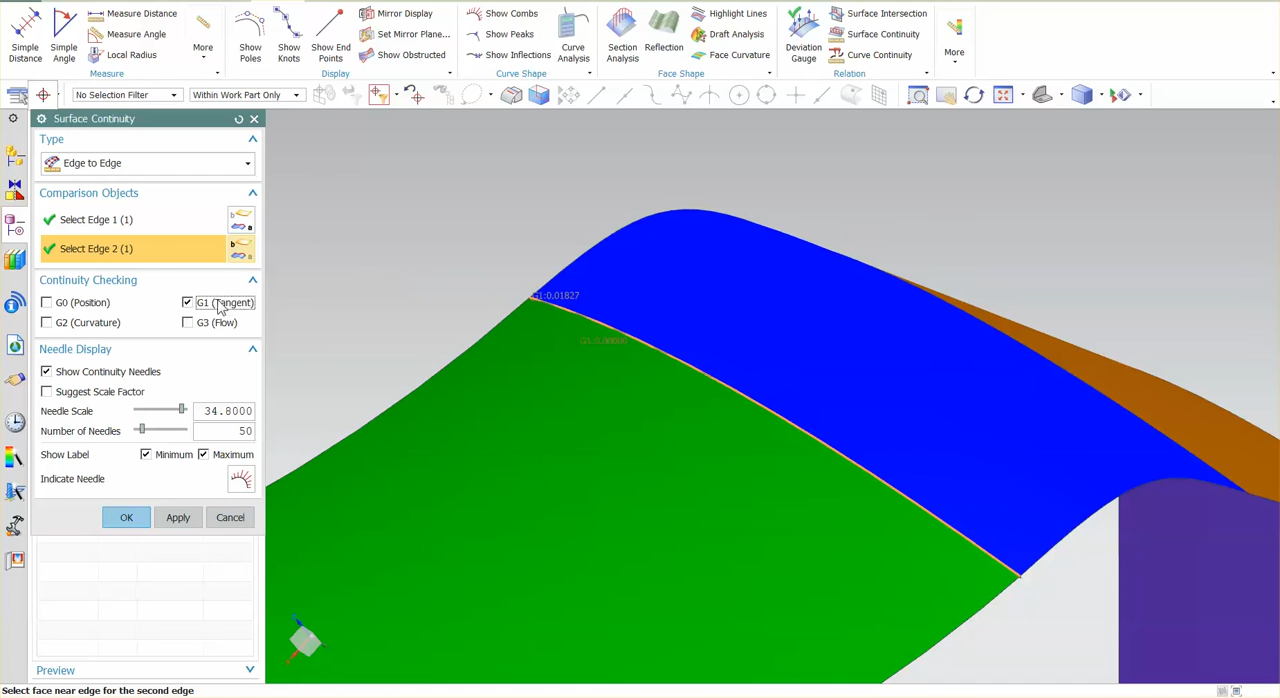 Simple Distance
Simple Angle
Measure Distance
Measure Angle
Local Radius
More
Measure
Show Poles
Show Knots
Show End Points
Mirror Display
Set Mirror Plane...
Show Obstructed
Display
Show Combs
Show Peaks
Show Inflections
Curve Analysis
Curve Shape
Section Analysis
Reflection
Highlight Lines
Draft Analysis
Face Curvature
Face Shape
Deviation Gauge
Surface Intersection
Surface Continuity
Curve Continuity
Relation
More
No Selection Filter
Within Work Part Only
Surface Continuity
Type
Edge to Edge
Comparison Objects
Select Edge 1 (1)
Select Edge 2 (1)
Continuity Checking
G0 (Position)
G1 (Tangent)
G2 (Curvature)
G3 (Flow)
Needle Display
Show Continuity Needles
Suggest Scale Factor
Needle Scale
34.8000
Number of Needles
50
Show Label
Minimum
Maximum
Indicate Needle
OK
Apply
Cancel
Preview
G1:0.01827
G1:0.00000
Select face near edge for the second edge